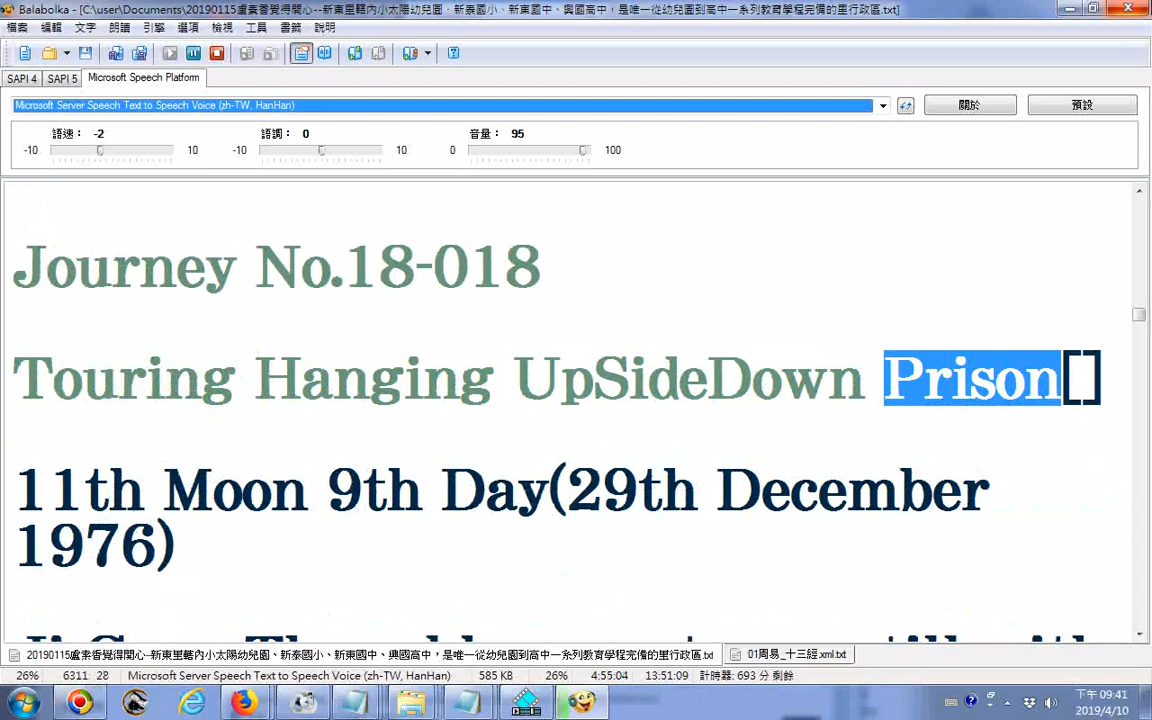 Balabolka - [C:\user\Documents\20190115盧素香覺得開心--新東里轄內小太陽幼兒園、新泰國小、新東國中、興國高中，是唯一從幼兒園到高中一系列教育學程完備的里行政區.txt]
檔案 編輯 文字 朗讀 引擎 選項 檢視 工具 書籤 說明
SAPI 4 SAPI 5 Microsoft Speech Platform
Microsoft Server Speech Text to Speech Voice (zh-TW, HanHan) 關於 預設
語速： -2 語調： 0 音量： 95
-10 10 -10 10 0 100
Journey No.18-018
Touring Hanging UpSideDown Prison[]
11th Moon 9th Day(29th December
1976)
20190115盧素香覺得開心--新東里轄內小太陽幼兒園、新泰國小、新東國中、興國高中，是唯一從幼兒園到高中一系列教育學程完備的里行政區.txt 01周易_十三經.xml.txt
26% 6311: 28 Microsoft Server Speech Text to Speech Voice (zh-TW, HanHan) 585 KB 26% 4:55:04 13:51:09 計時器: 693 分 剩餘
下午 09:41
2019/4/10